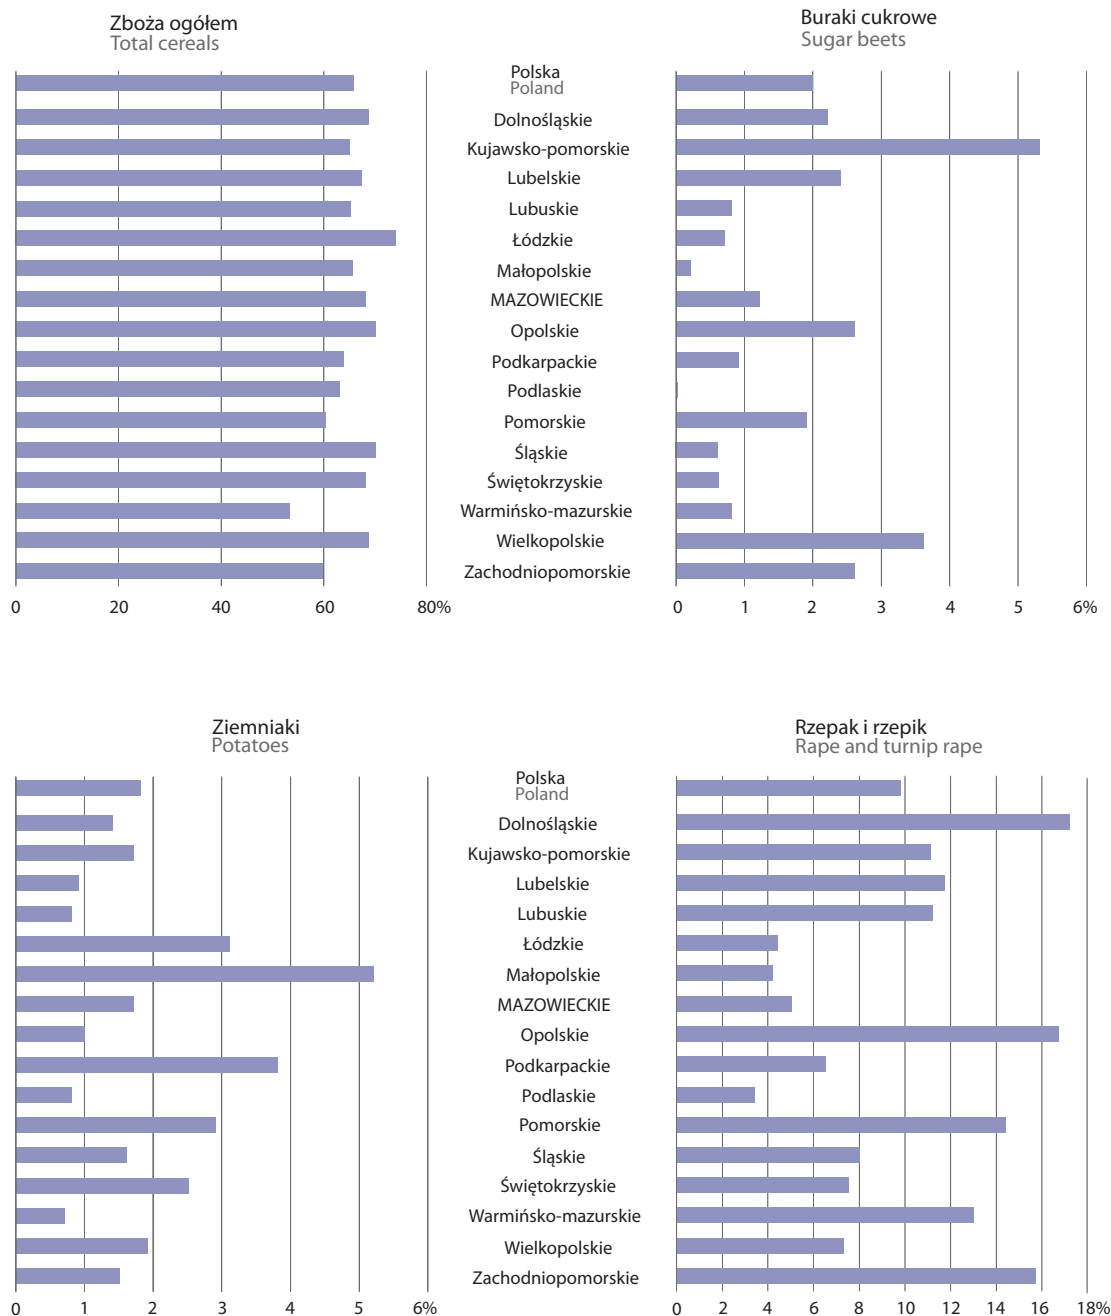 Zboża ogółem
Total cereals
Buraki cukrowe
Sugar beets
Polska
Poland
Dolnośląskie
Kujawsko-pomorskie
Lubelskie
Lubuskie
Łódzkie
Małopolskie
MAZOWIECKIE
Opolskie
Podkarpackie
Podlaskie
Pomorskie
Śląskie
Świętokrzyskie
Warmińsko-mazurskie
Wielkopolskie
Zachodniopomorskie
0 20 40 60 80%
0 1 2 3 4 5 6%
Ziemniaki
Potatoes
Rzepak i rzepik
Rape and turnip rape
Polska
Poland
Dolnośląskie
Kujawsko-pomorskie
Lubelskie
Lubuskie
Łódzkie
Małopolskie
MAZOWIECKIE
Opolskie
Podkarpackie
Podlaskie
Pomorskie
Śląskie
Świętokrzyskie
Warmińsko-mazurskie
Wielkopolskie
Zachodniopomorskie
0 1 2 3 4 5 6%
0 2 4 6 8 10 12 14 16 18%